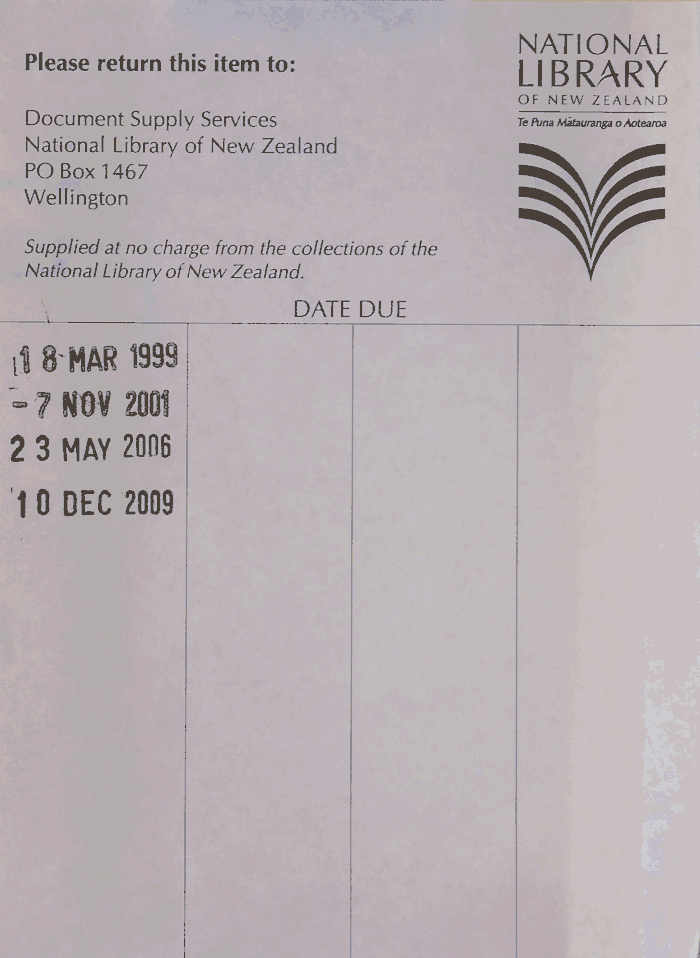 Please return this item to:
Document Supply Services
National Library of New Zealand
PO Box 1467
Wellington
Supplied at no charge from the collections of the
National Library of New Zealand.
NATIONAL
LIBRARY
OF NEW ZEALAND
Te Puna Mātauranga o Aotearoa
DATE DUE
18 MAR 1999
- 7 NOV 2001
23 MAY 2006
10 DEC 2009